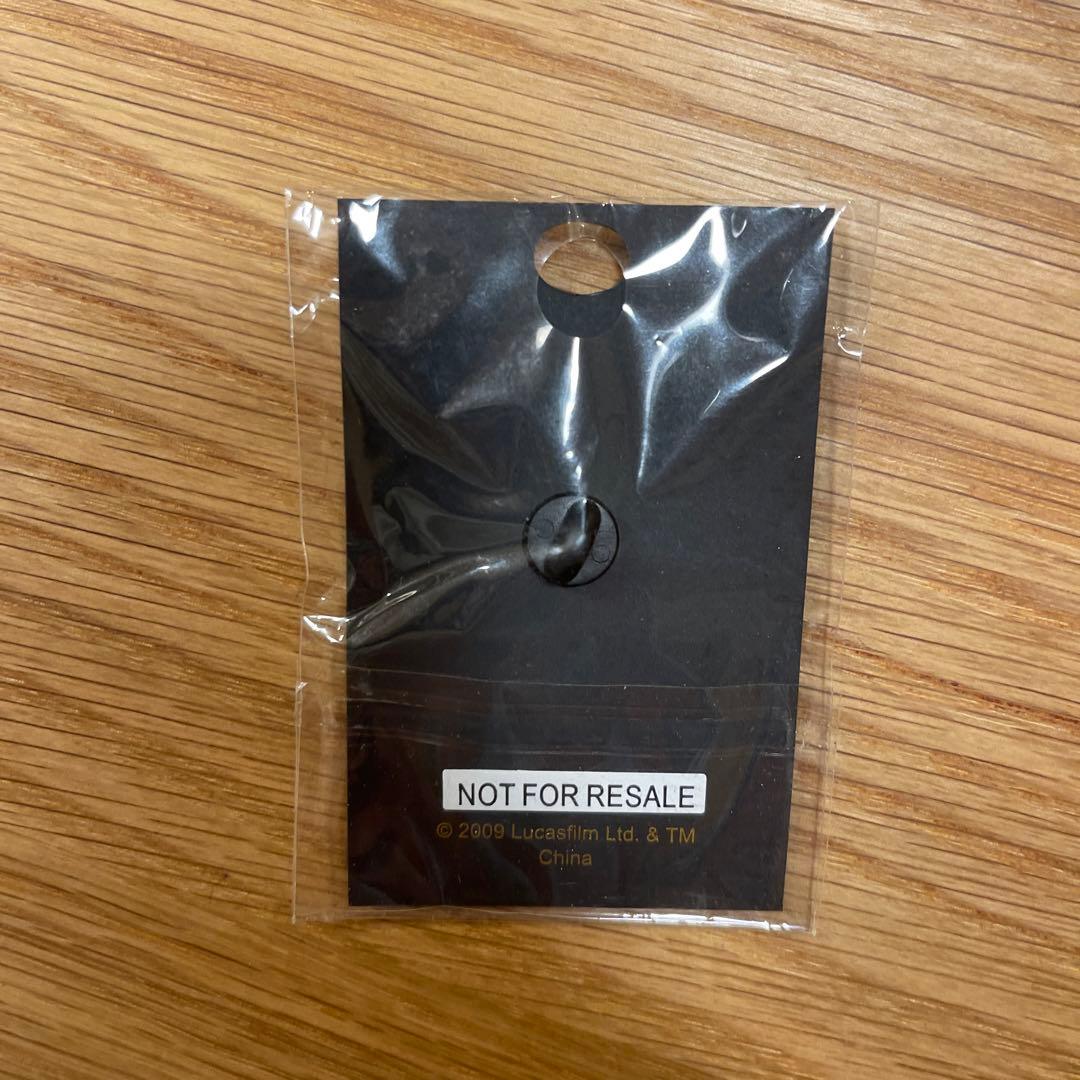 NOT FOR RESALE
© 2009 Lucasfilm Ltd. & TM
China